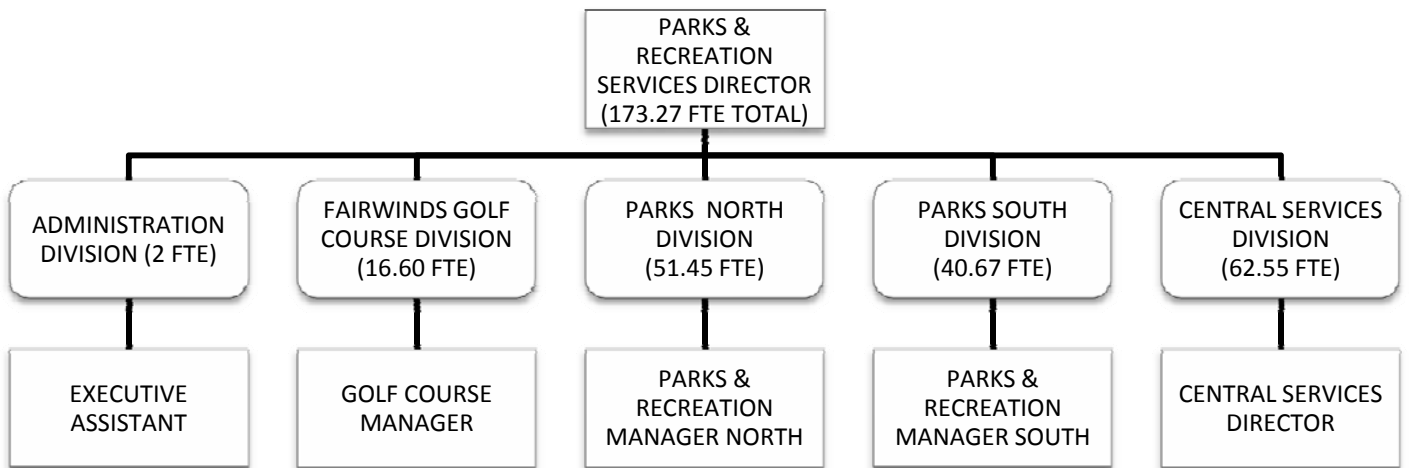 PARKS &
RECREATION
SERVICES DIRECTOR
(173.27 FTE TOTAL)
ADMINISTRATION
DIVISION (2 FTE)
FAIRWINDS GOLF
COURSE DIVISION
(16.60 FTE)
PARKS  NORTH
DIVISION
(51.45 FTE)
PARKS SOUTH
DIVISION
(40.67 FTE)
CENTRAL SERVICES
DIVISION
(62.55 FTE)
EXECUTIVE
ASSISTANT
GOLF COURSE
MANAGER
PARKS &
RECREATION
MANAGER NORTH
PARKS &
RECREATION
MANAGER SOUTH
CENTRAL SERVICES
DIRECTOR